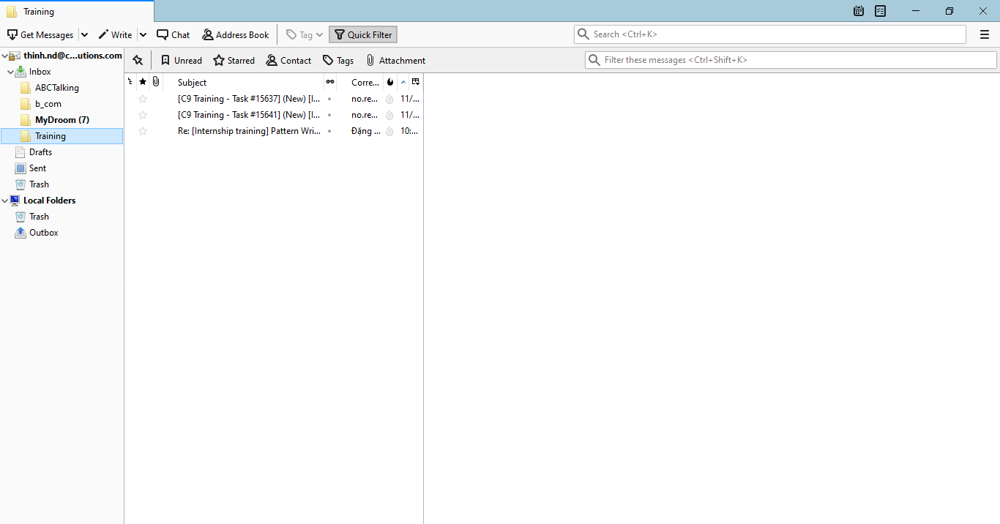 Training
Get Messages Write Chat Address Book Tag Quick Filter Search <Ctrl+K>
thinh.nd@c...utions.com
Inbox
ABCTalking
b_com
MyDroom (7)
Training
Drafts
Sent
Trash
Local Folders
Trash
Outbox
Unread Starred Contact Tags Attachment Filter these messages <Ctrl+Shift+K>
Subject Corre...
[C9 Training - Task #15637] (New) [I... no.re... 11/...
[C9 Training - Task #15641] (New) [I... no.re... 11/...
Re: [Internship training] Pattern Wri... Đặng ... 10:...